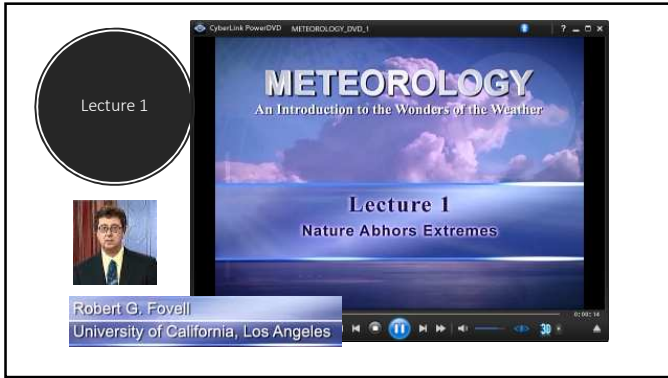 Lecture 1
CyberLink PowerDVD METEOROLOGY_DVD_1
METEOROLOGY
An Introduction to the Wonders of the Weather
Lecture 1
Nature Abhors Extremes
Robert G. Fovell
University of California, Los Angeles
3D